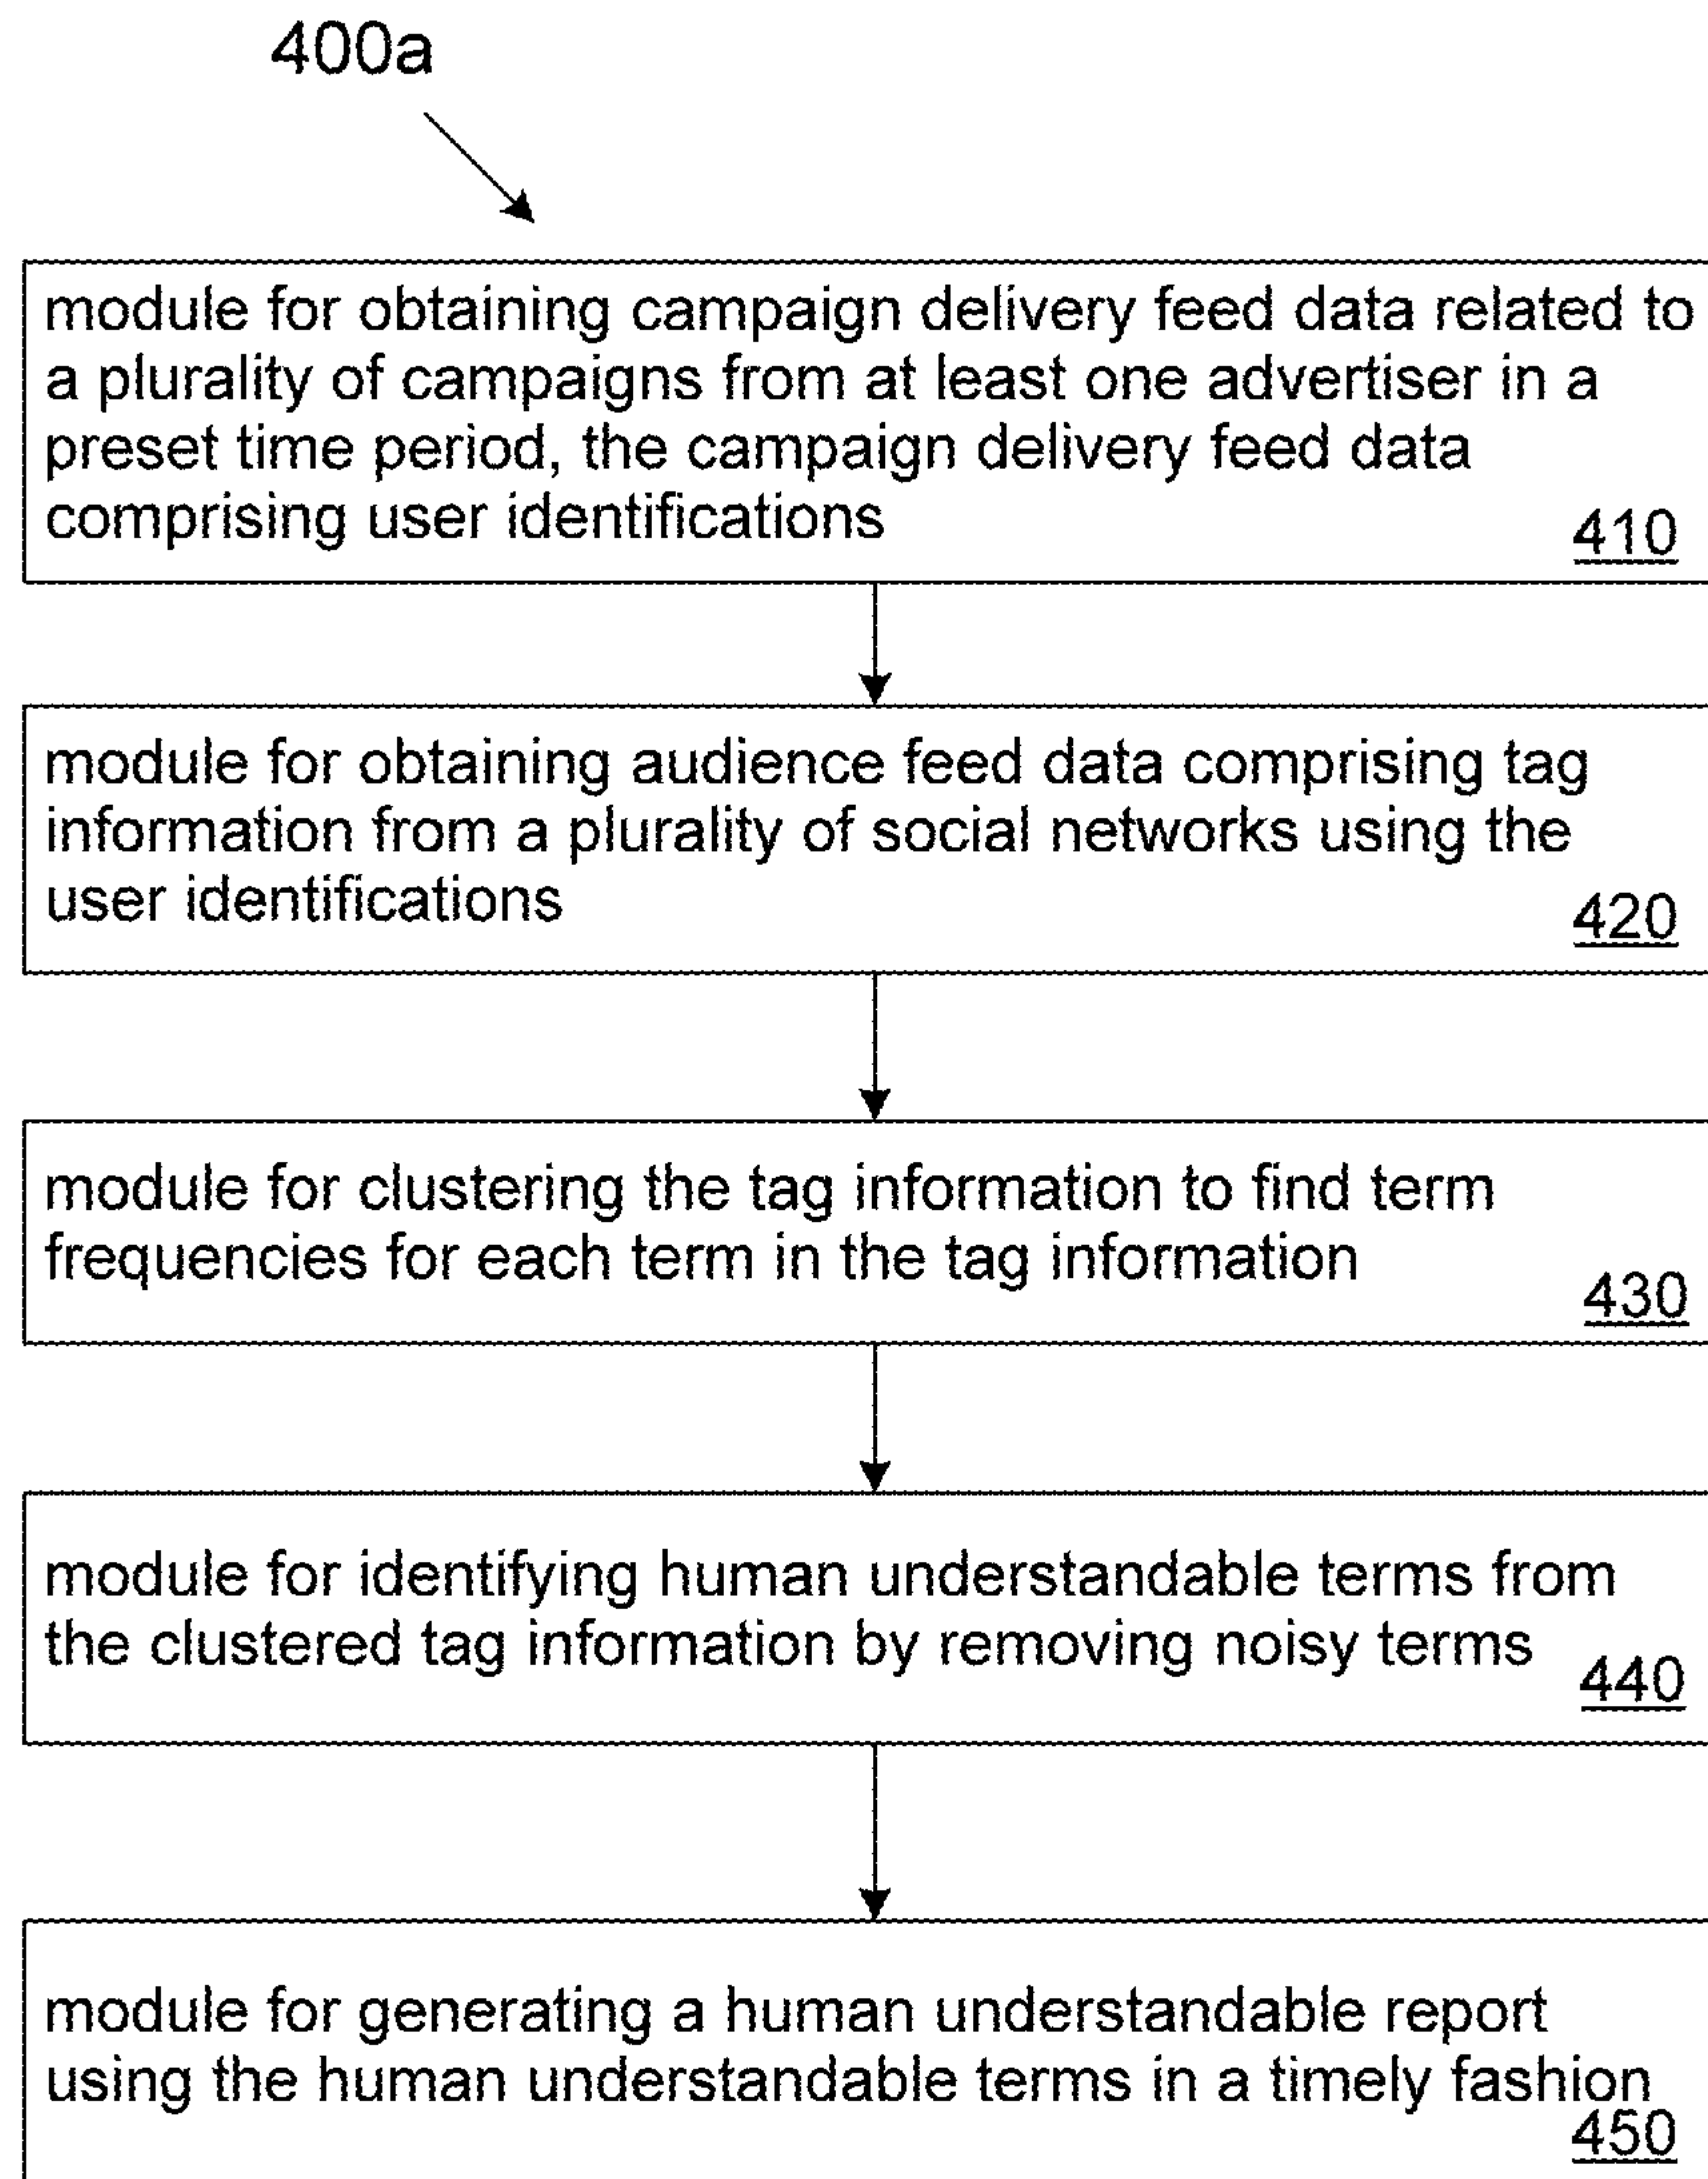 400a
module for obtaining campaign delivery feed data related to
a plurality of campaigns from at least one advertiser in a
preset time period, the campaign delivery feed data
comprising user identifications
410
module for obtaining audience feed data comprising tag
information from a plurality of social networks using the
user identifications
420
module for clustering the tag information to find term
frequencies for each term in the tag information
430
module for identifying human understandable terms from
the clustered tag information by removing noisy terms
440
module for generating a human understandable report
using the human understandable terms in a timely fashion
450